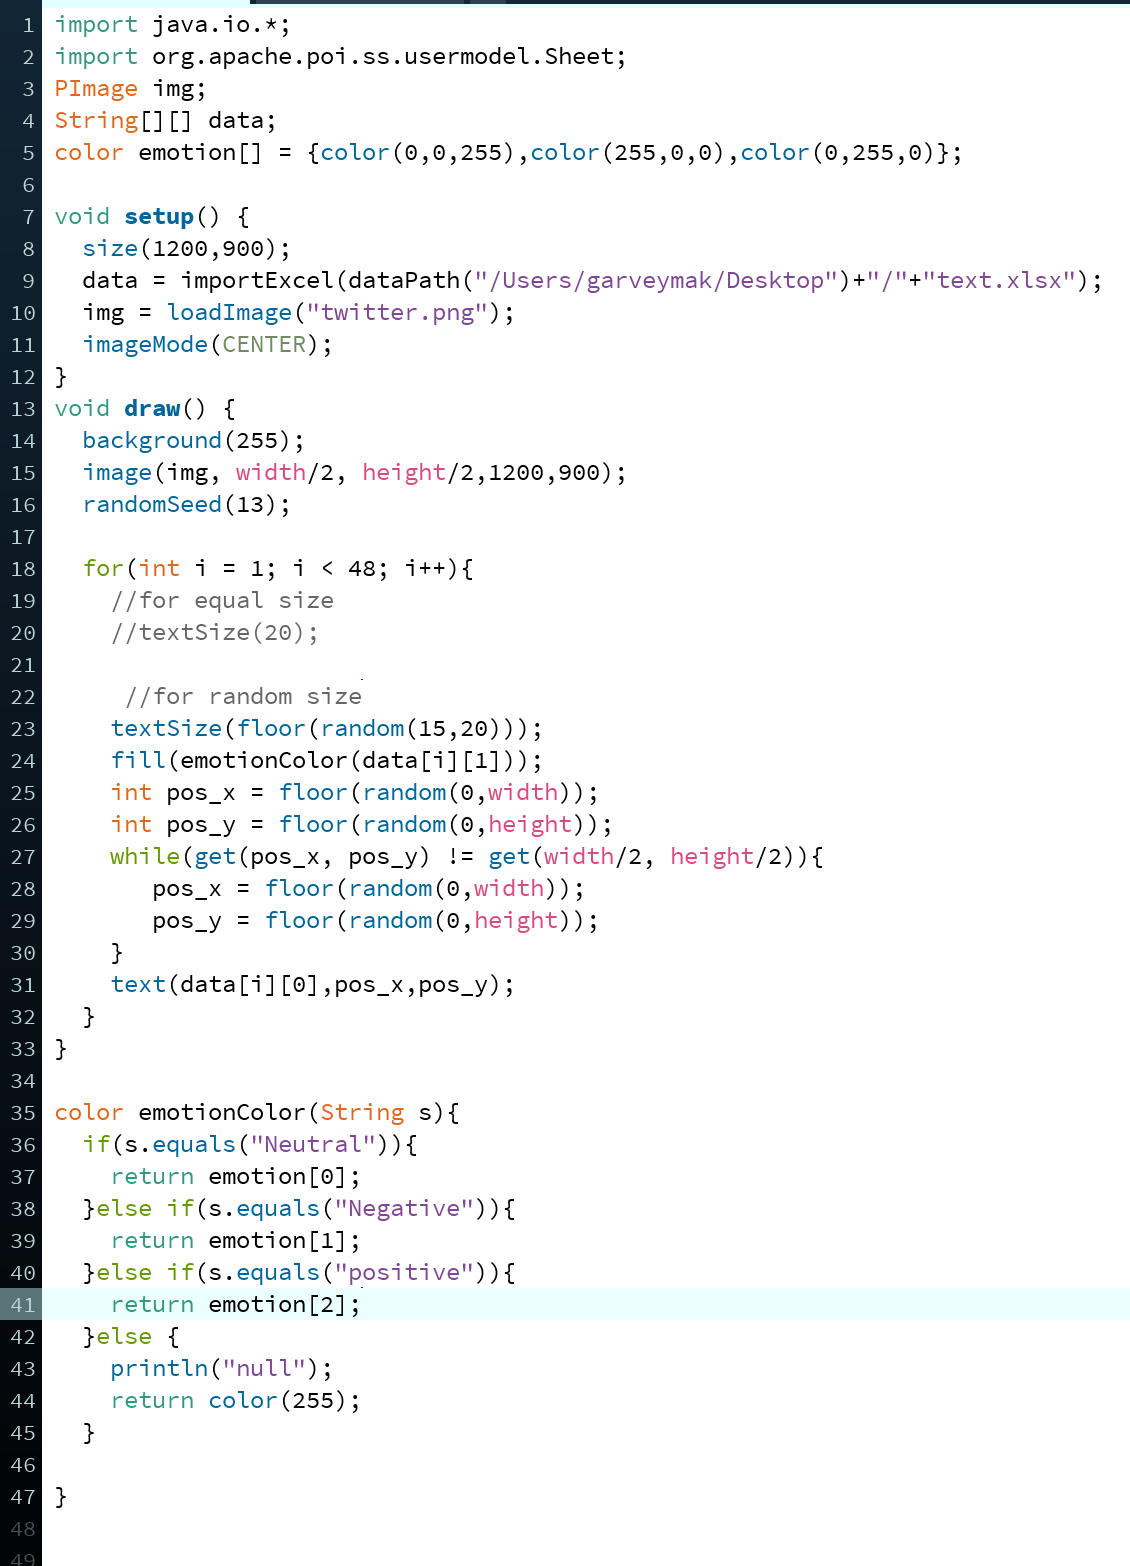 1 import java.io.*;
2 import org.apache.poi.ss.usermodel.Sheet;
3 PImage img;
4 String[][] data;
5 color emotion[] = {color(0,0,255),color(255,0,0),color(0,255,0)};
6
7 void setup() {
8   size(1200,900);
9   data = importExcel(dataPath("/Users/garveymak/Desktop")+"/"+"text.xlsx");
10   img = loadImage("twitter.png");
11   imageMode(CENTER);
12 }
13 void draw() {
14   background(255);
15   image(img, width/2, height/2,1200,900);
16   randomSeed(13);
17
18   for(int i = 1; i < 48; i++){
19     //for equal size
20     //textSize(20);
21
22      //for random size
23     textSize(floor(random(15,20)));
24     fill(emotionColor(data[i][1]));
25     int pos_x = floor(random(0,width));
26     int pos_y = floor(random(0,height));
27     while(get(pos_x, pos_y) != get(width/2, height/2)){
28        pos_x = floor(random(0,width));
29        pos_y = floor(random(0,height));
30     }
31     text(data[i][0],pos_x,pos_y);
32   }
33 }
34
35 color emotionColor(String s){
36   if(s.equals("Neutral")){
37     return emotion[0];
38   }else if(s.equals("Negative")){
39     return emotion[1];
40   }else if(s.equals("positive")){
41     return emotion[2];
42   }else {
43     println("null");
44     return color(255);
45   }
46
47 }
48
49